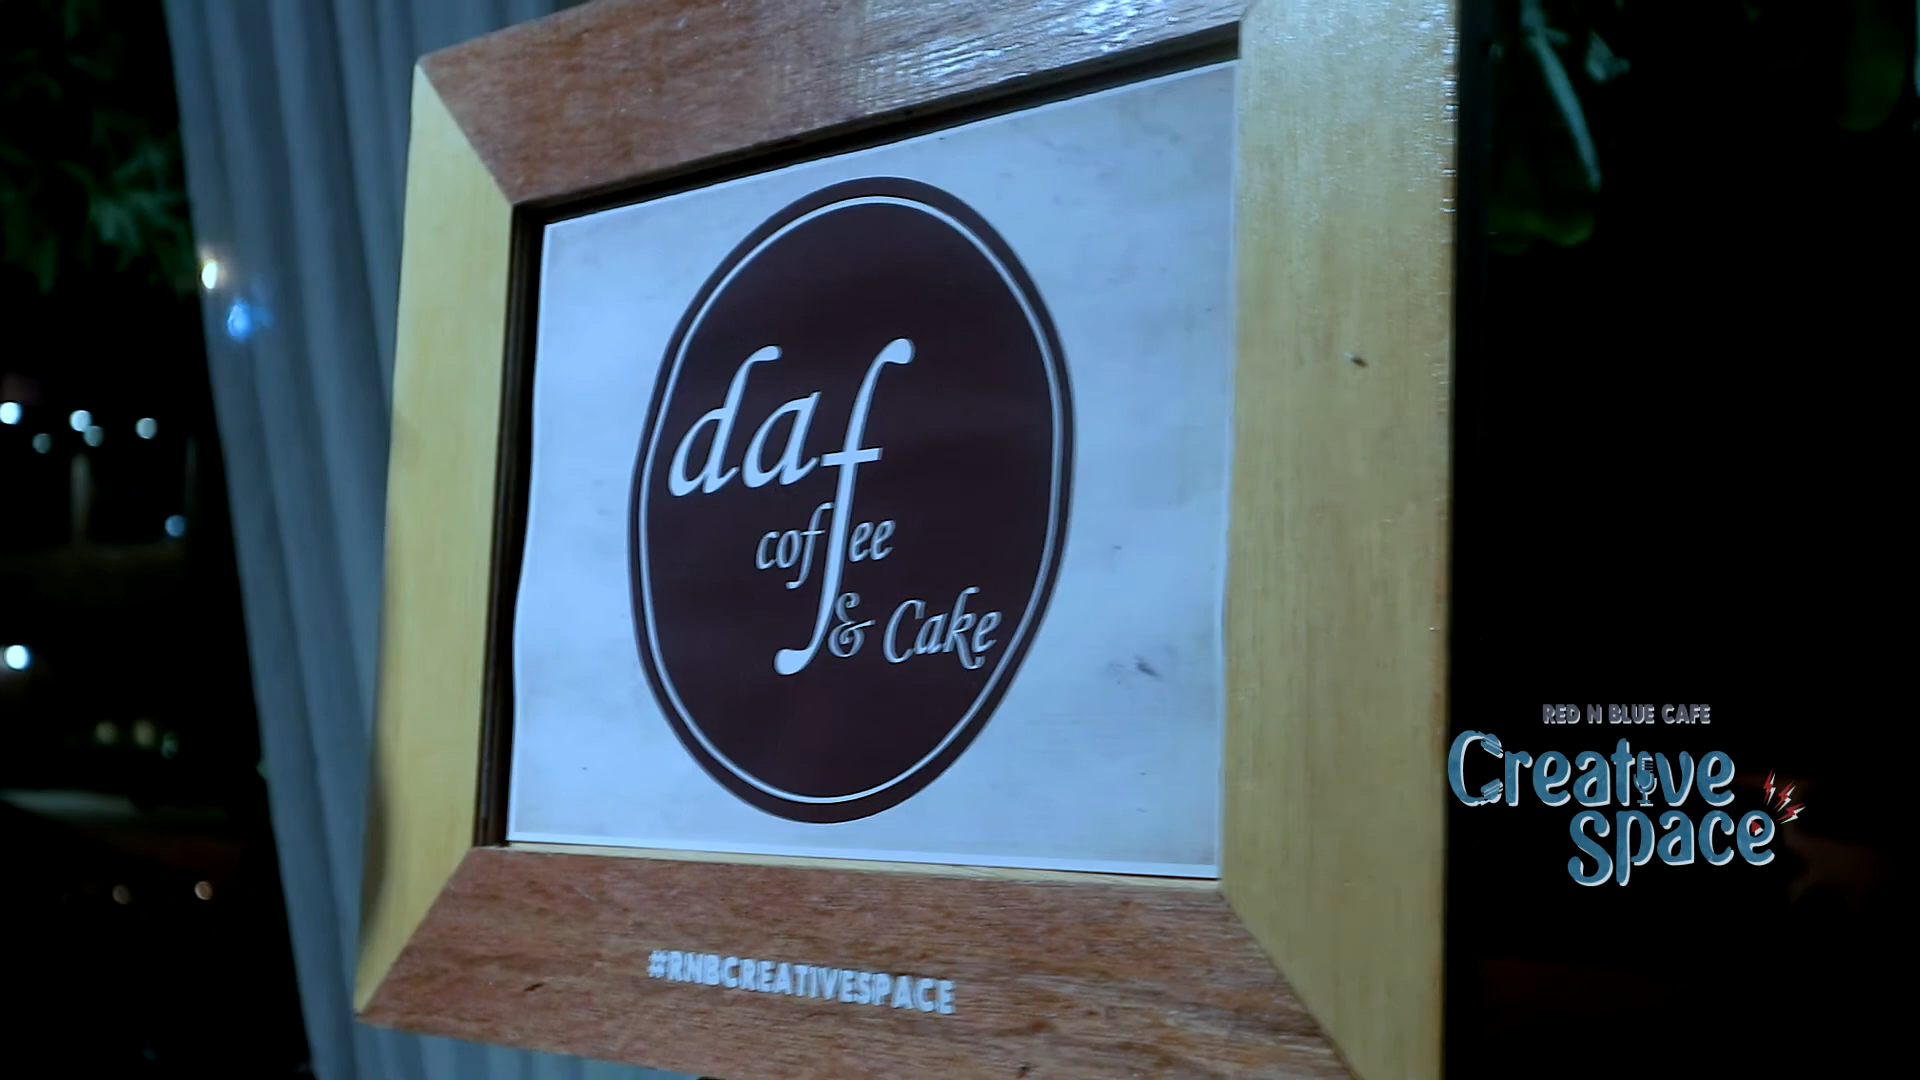 daf
coffee
& Cake
RED N BLUE CAFE
Creative
space
#RNBCREATIVESPACE